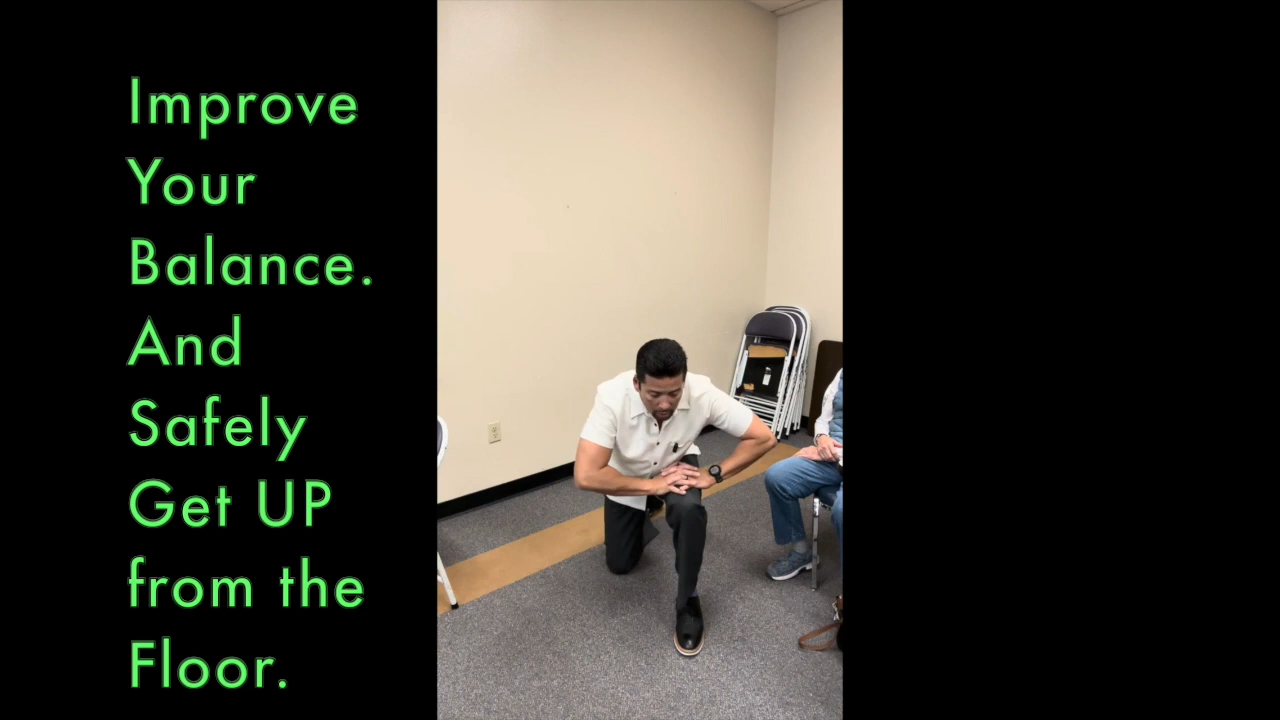 Improve
Your
Balance.
And
Safely
Get UP
from the
Floor.